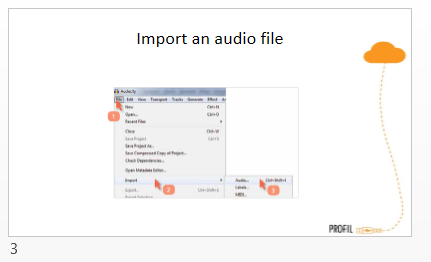 Import an audio file
Audacity
File Edit View Transport Tracks Generate Effect
1
New Ctrl+N
Open... Ctrl+O
Recent Files
Close Ctrl+W
Save Project Ctrl+S
Save Project As...
Save Compressed Copy of Project...
Check Dependencies...
Open Metadata Editor...
Import
2
Audio... Ctrl+Shift+I
Labels...
3
MIDI...
Export... Ctrl+Shift+E
PROFIL
3